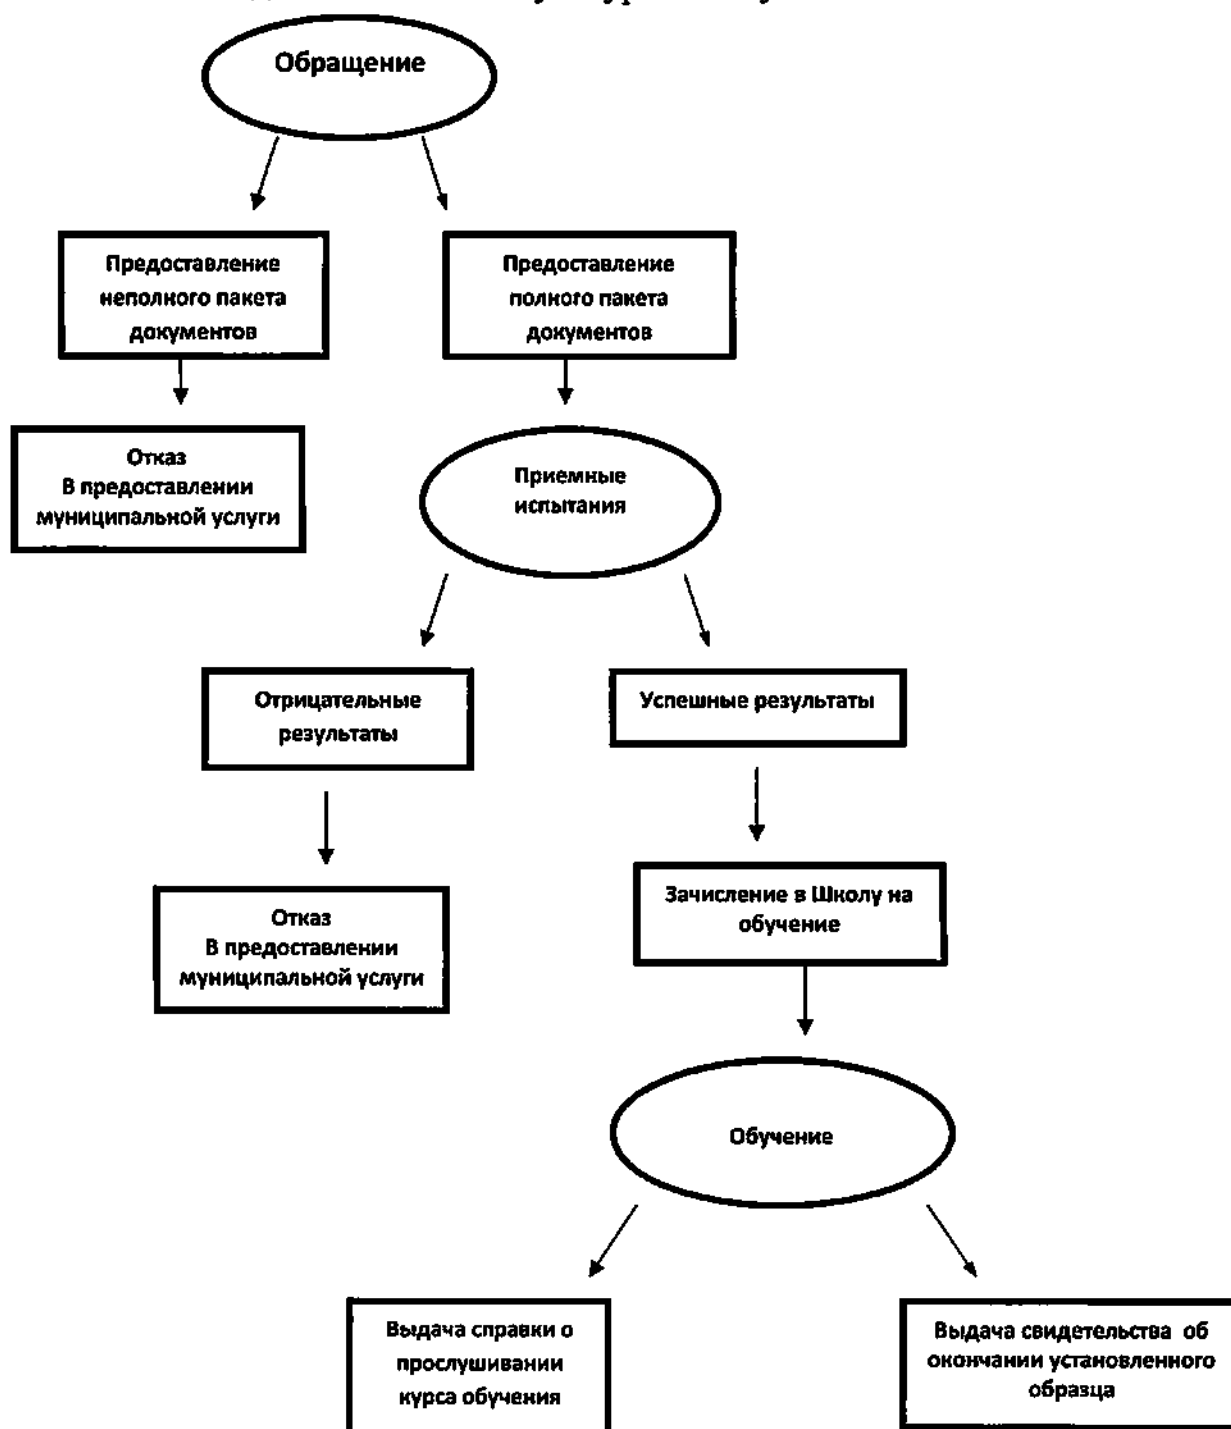 Обращение
Предоставление
неполного пакета
документов
Предоставление
полного пакета
документов
Отказ
В предоставлении
муниципальной услуги
Приемные
испытания
Отрицательные
результаты
Успешные результаты
Отказ
В предоставлении
муниципальной услуги
Зачисление в Школу на
обучение
Обучение
Выдача справки о
прослушивании
курса обучения
Выдача свидетельства об
окончании установленного
образца